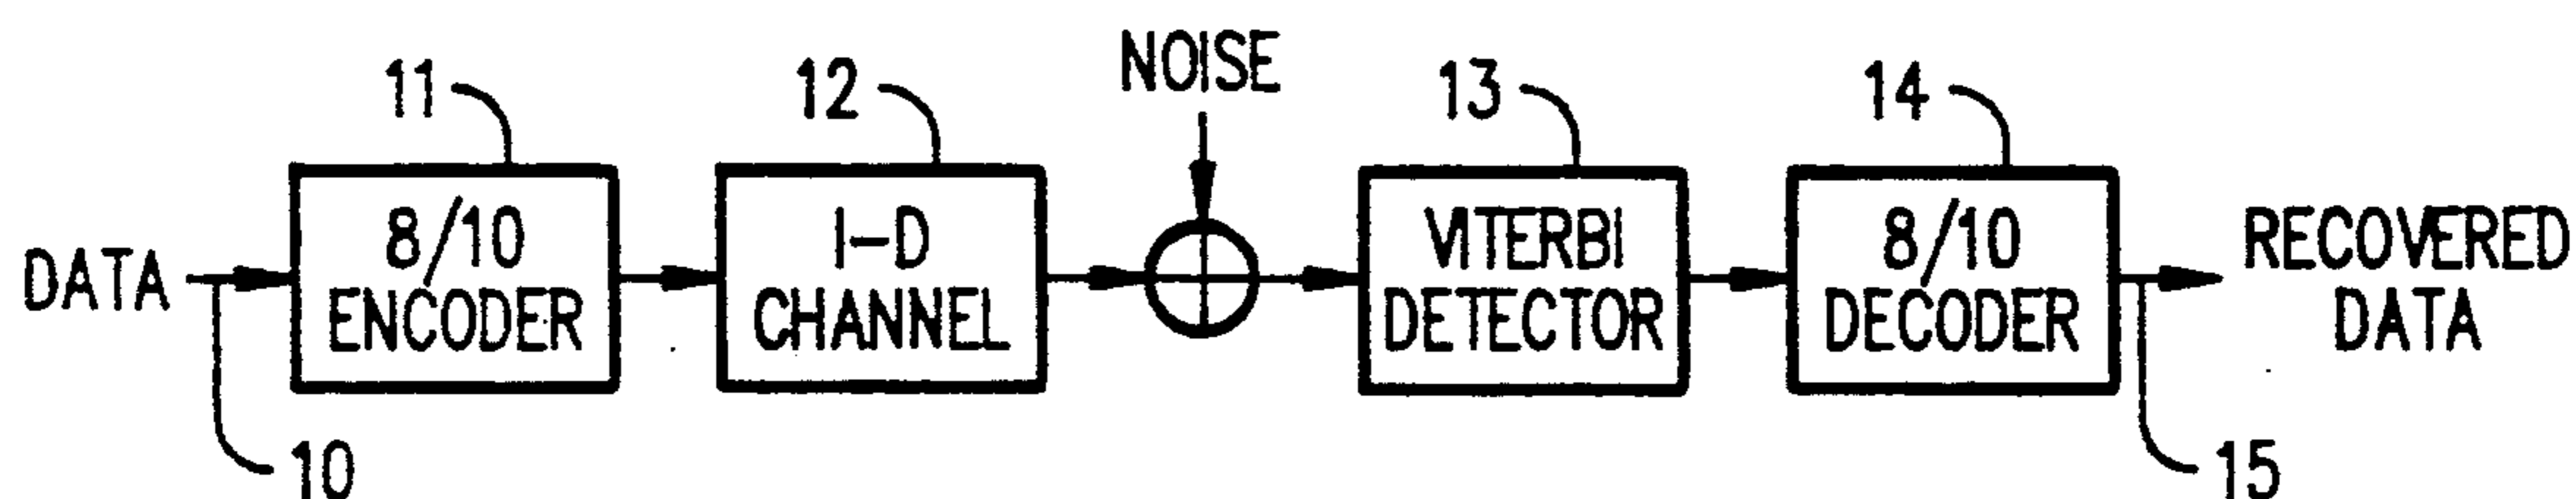 11
12
NOISE
13
14
DATA
8/10
ENCODER
I-D
CHANNEL
VITERBI
DETECTOR
8/10
DECODER
RECOVERED
DATA
10
15